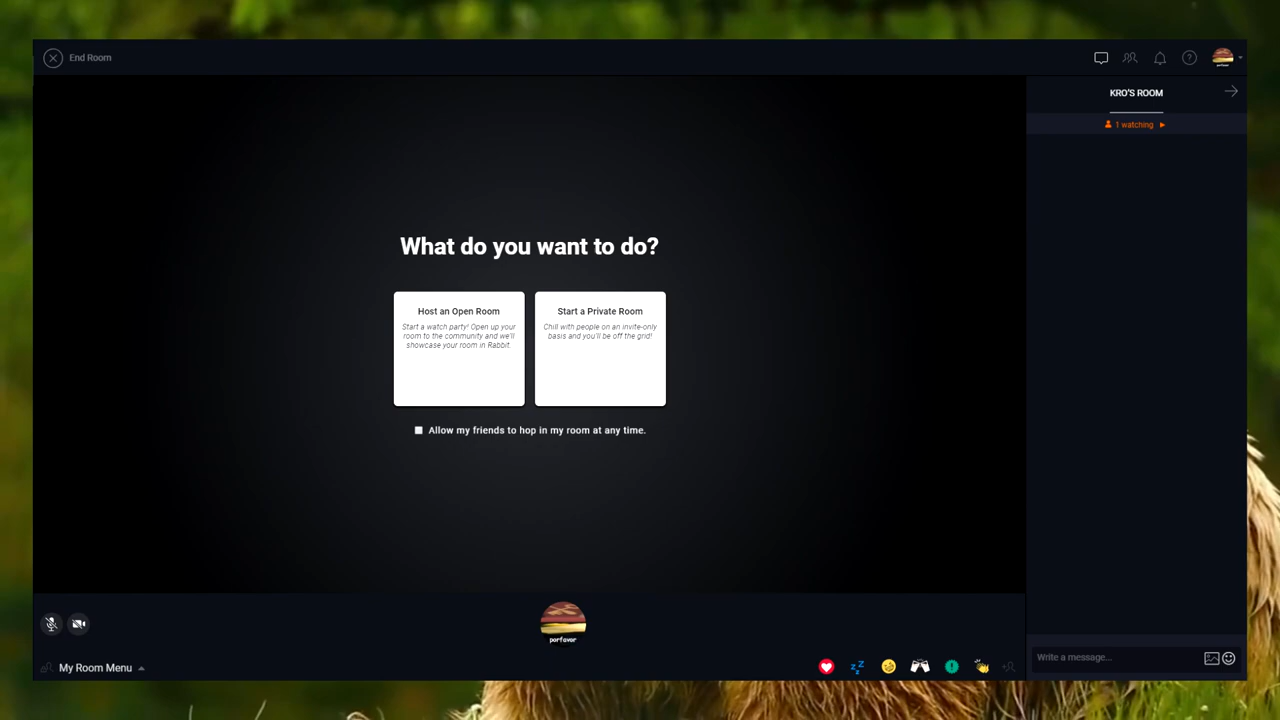 End Room
KRO'S ROOM
1 watching
What do you want to do?
Host an Open Room
Start a watch party! Open up your
room to the community and we'll
showcase your room in Rabbit.
Start a Private Room
Chill with people on an invite-only
basis and you'll be off the grid!
Allow my friends to hop in my room at any time.
porfavor
My Room Menu
Write a message...